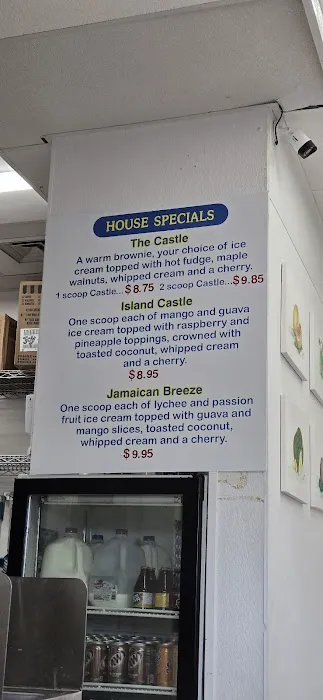 HOUSE SPECIALS
The Castle
A warm brownie, your choice of ice
cream topped with hot fudge, maple
walnuts, whipped cream and a cherry.
1 scoop Castle...$8.75 2 scoop Castle...$9.85
Island Castle
One scoop each of mango and guava
ice cream topped with raspberry and
pineapple toppings, crowned with
toasted coconut, whipped cream
and a cherry.
$8.95
Jamaican Breeze
One scoop each of lychee and passion
fruit ice cream topped with guava and
mango slices, toasted coconut,
whipped cream and a cherry.
$9.95